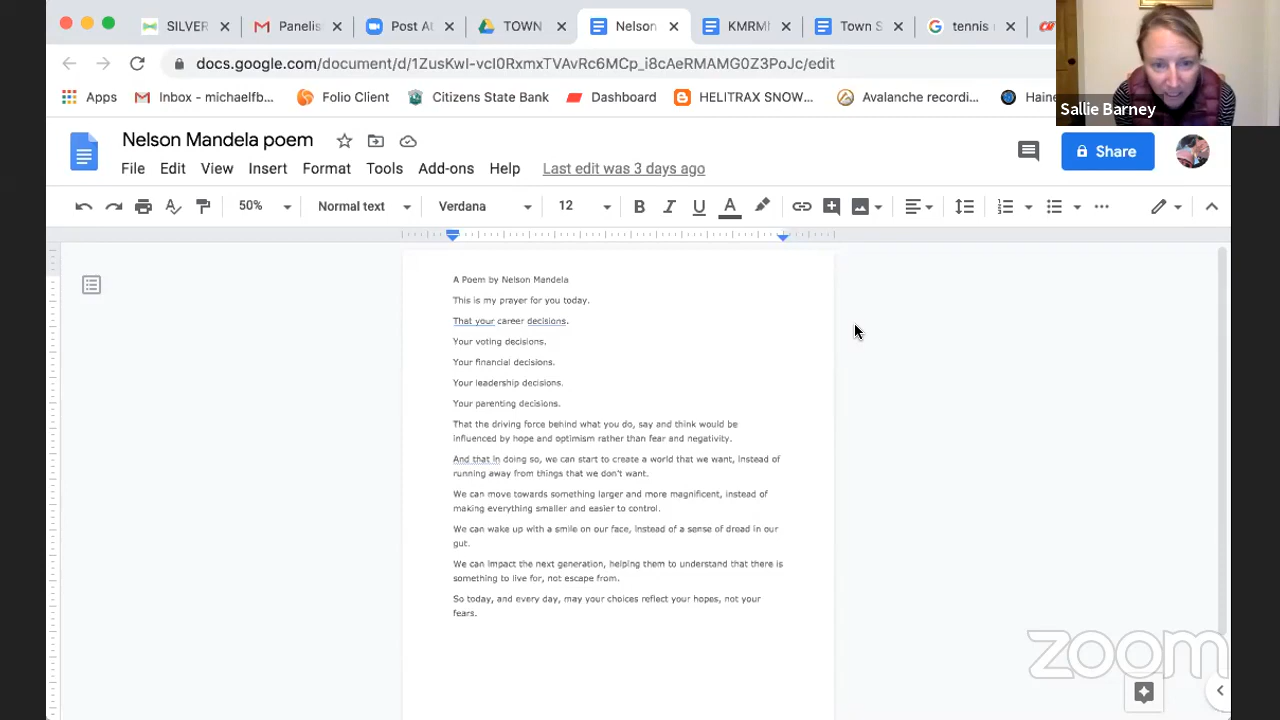 SILVER
Panelis
Post Al
TOWN
Nelson
KMRM
Town S
tennis
docs.google.com/document/d/1ZusKwI-vcI0RxmxTVAvRc6MCp_i8cAeRMAMG0Z3PoJc/edit
Apps
Inbox - michaelfb...
Folio Client
Citizens State Bank
Dashboard
HELITRAX SNOW...
Avalanche recordi...
Haine
Sallie Barney
Nelson Mandela poem
Share
File Edit View Insert Format Tools Add-ons Help Last edit was 3 days ago
50% Normal text Verdana 12 B I U A
A Poem by Nelson Mandela
This is my prayer for you today.
That your career decisions.
Your voting decisions.
Your financial decisions.
Your leadership decisions.
Your parenting decisions.
That the driving force behind what you do, say and think would be
influenced by hope and optimism rather than fear and negativity.
And that in doing so, we can start to create a world that we want, instead of
running away from things that we don't want.
We can move towards something larger and more magnificent, instead of
making everything smaller and easier to control.
We can wake up with a smile on our face, instead of a sense of dread in our
gut.
We can impact the next generation, helping them to understand that there is
something to live for, not escape from.
So today, and every day, may your choices reflect your hopes, not your
fears.
zoom